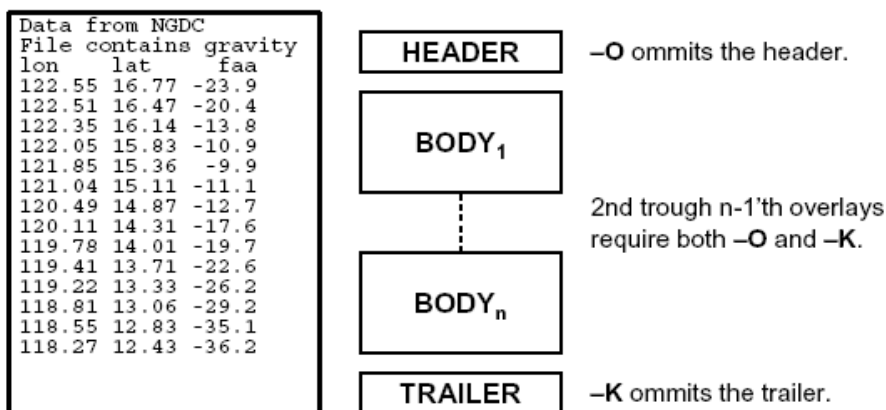 Data from NGDC
File contains gravity
lon lat faa
122.55 16.77 -23.9
122.51 16.47 -20.4
122.35 16.14 -13.8
122.05 15.83 -10.9
121.85 15.36 -9.9
121.04 15.11 -11.1
120.49 14.87 -12.7
120.11 14.31 -17.6
119.78 14.01 -19.7
119.41 13.71 -22.6
119.22 13.33 -26.2
118.81 13.06 -29.2
118.55 12.83 -35.1
118.27 12.43 -36.2
HEADER
–O ommits the header.
BODY1
2nd trough n-1'th overlays
require both –O and –K.
BODYn
TRAILER
–K ommits the trailer.